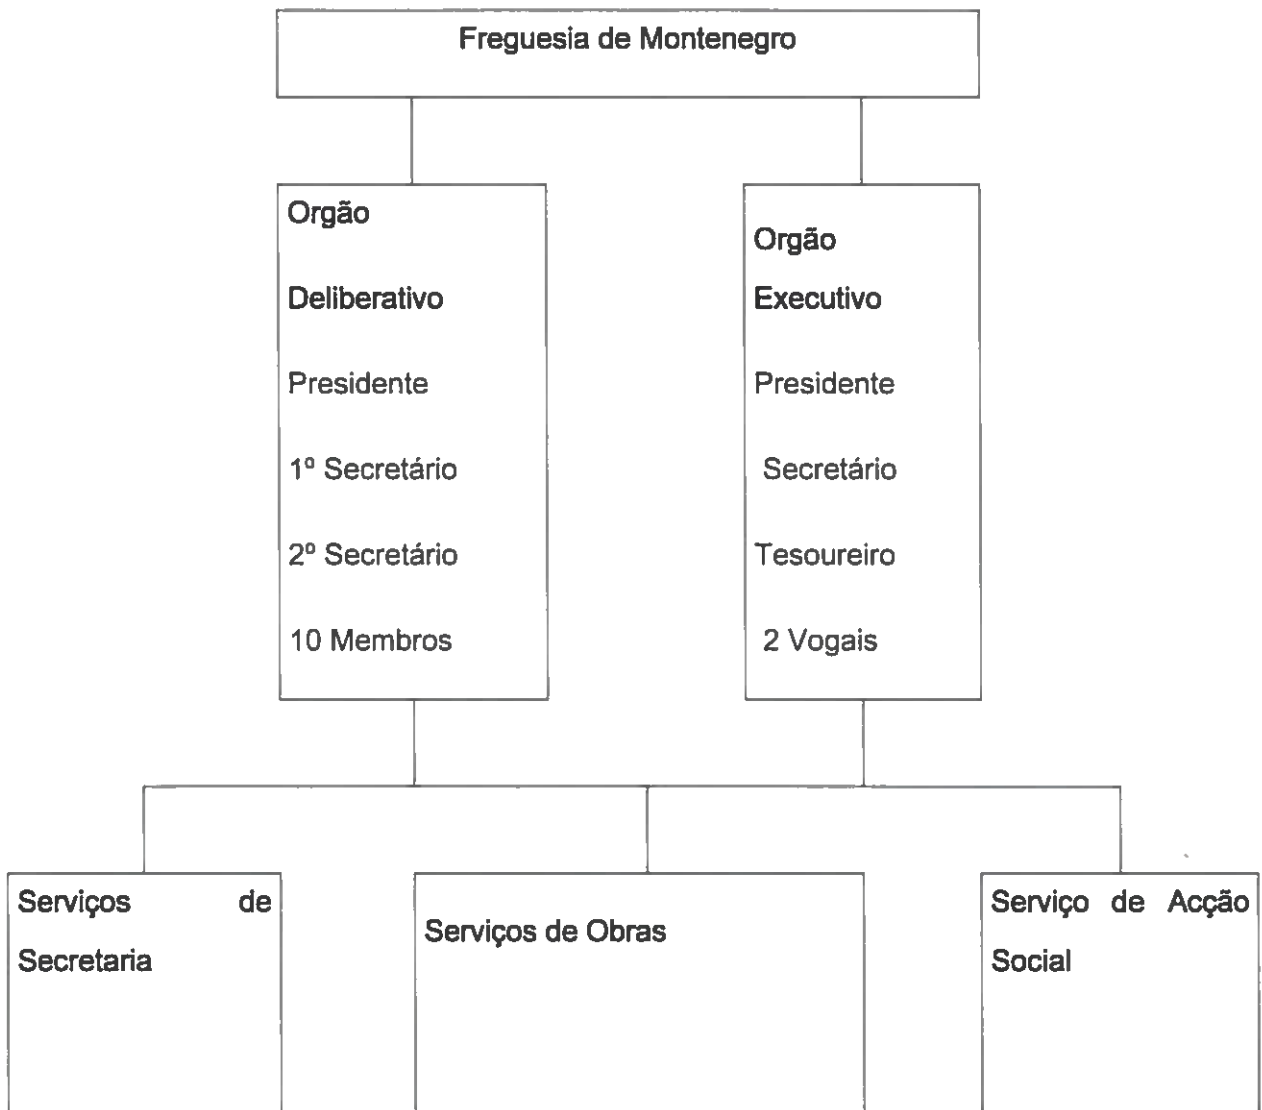 Freguesia de Montenegro
Orgão
Deliberativo
Presidente
1º Secretário
2º Secretário
10 Membros
Orgão
Executivo
Presidente
Secretário
Tesoureiro
2 Vogais
Serviços de
Secretaria
Serviços de Obras
Serviço de Acção
Social